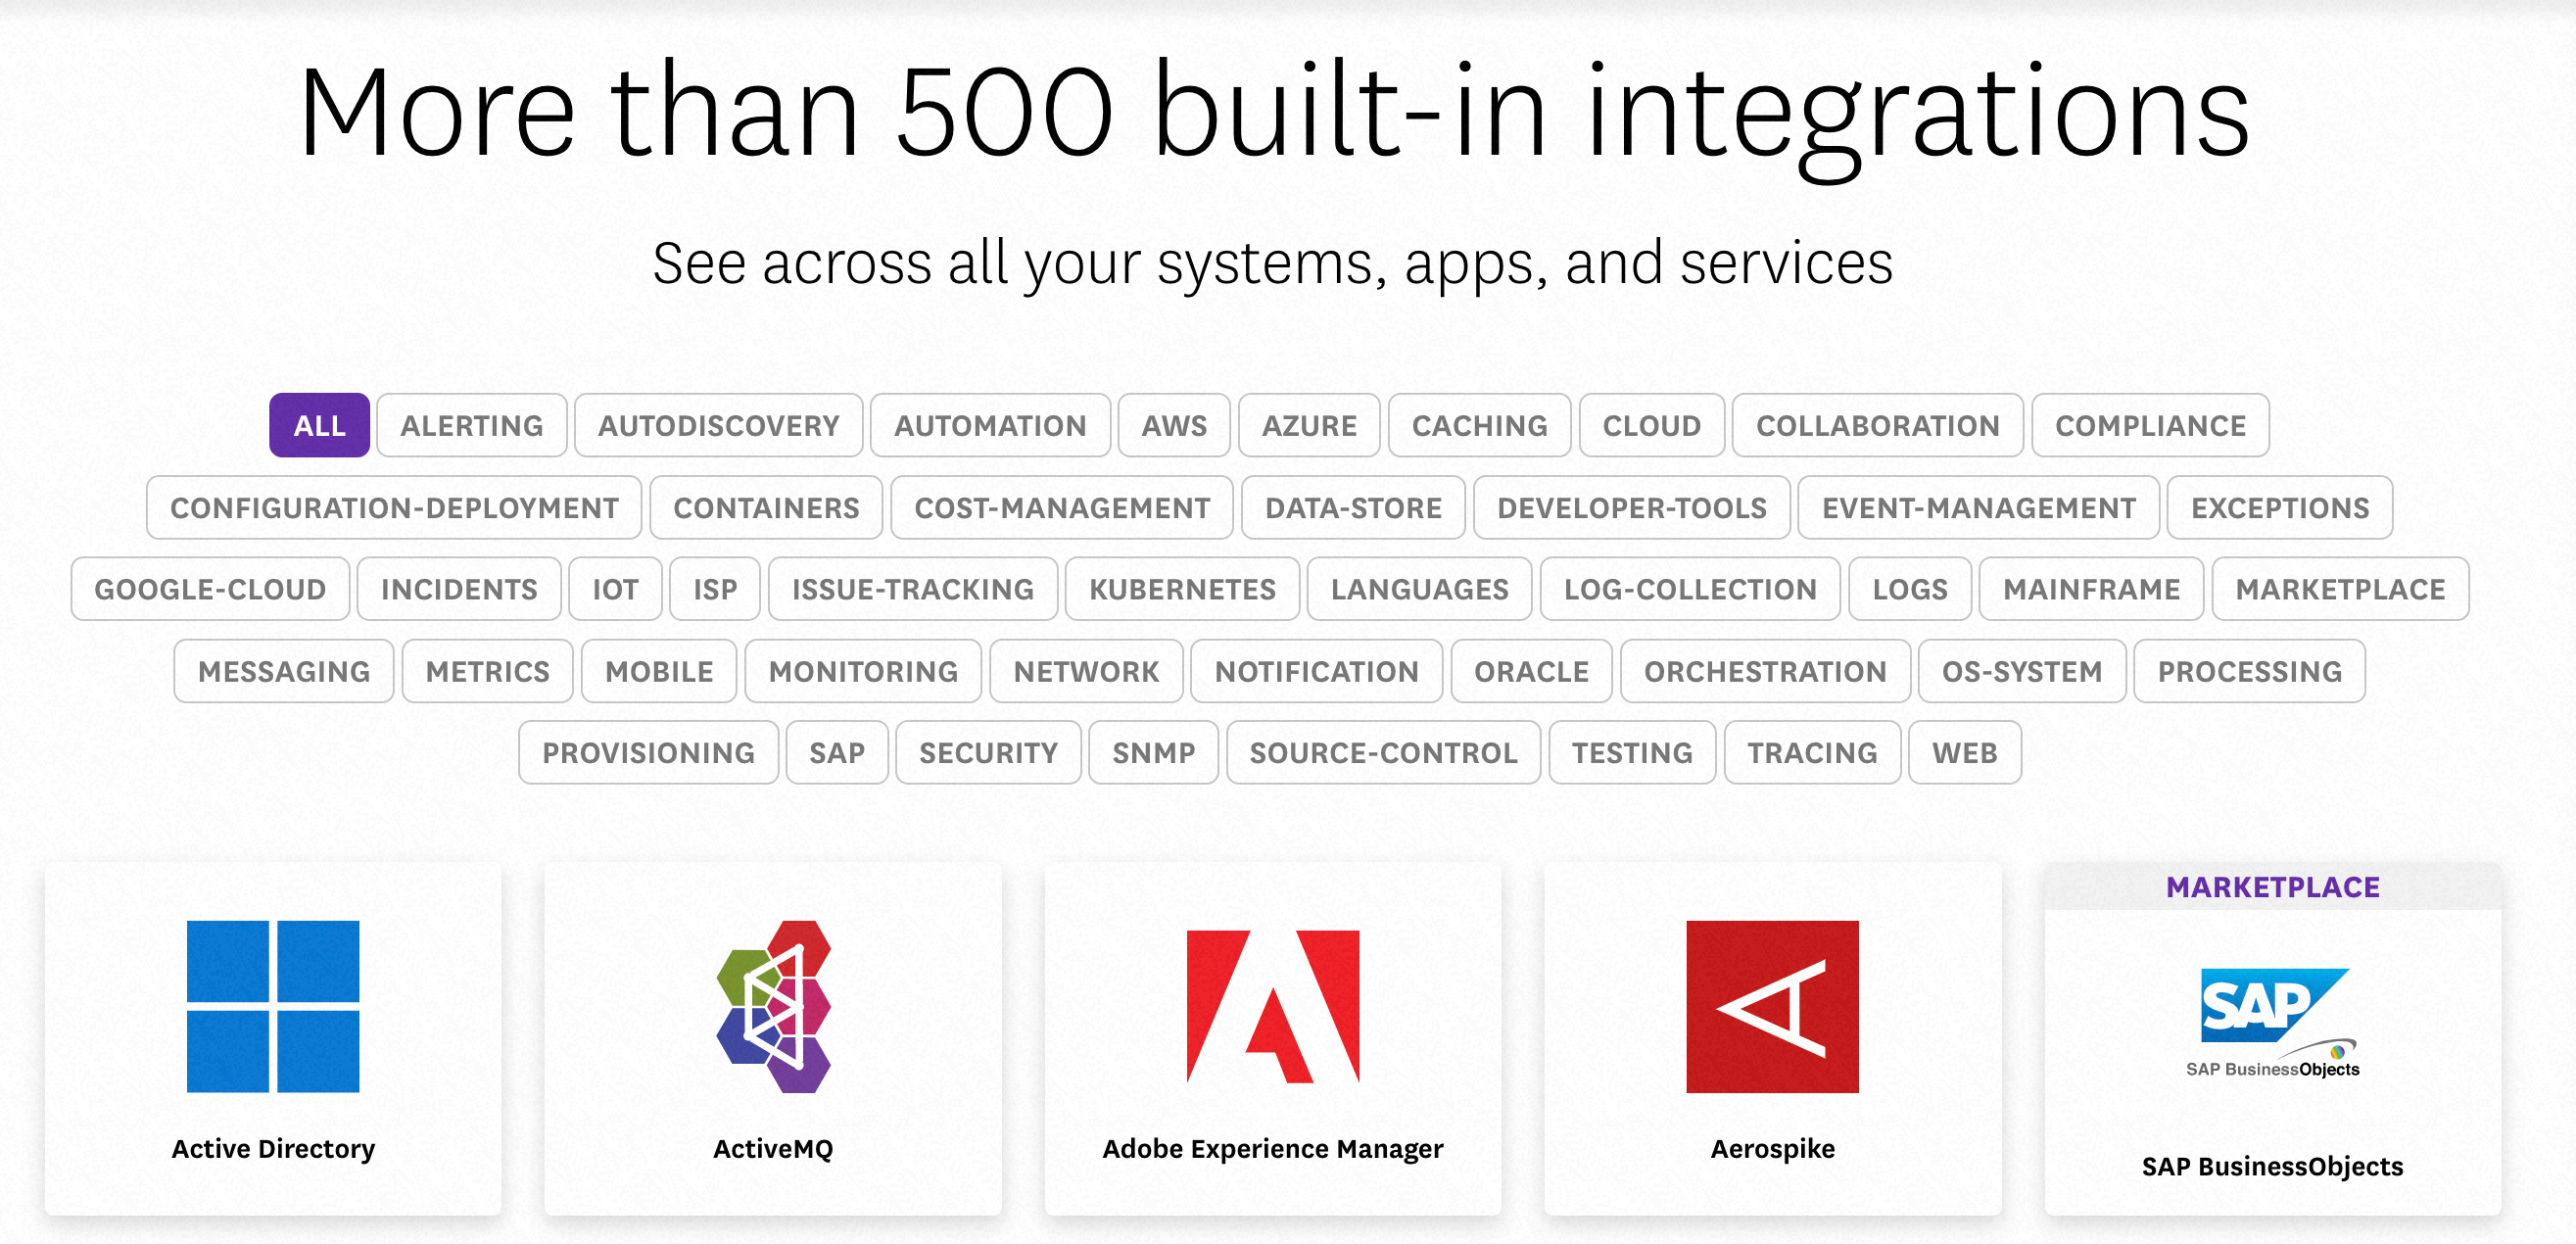 More than 500 built-in integrations
See across all your systems, apps, and services
ALL ALERTING AUTODISCOVERY AUTOMATION AWS AZURE CACHING CLOUD COLLABORATION COMPLIANCE
CONFIGURATION-DEPLOYMENT CONTAINERS COST-MANAGEMENT DATA-STORE DEVELOPER-TOOLS EVENT-MANAGEMENT EXCEPTIONS
GOOGLE-CLOUD INCIDENTS IOT ISP ISSUE-TRACKING KUBERNETES LANGUAGES LOG-COLLECTION LOGS MAINFRAME MARKETPLACE
MESSAGING METRICS MOBILE MONITORING NETWORK NOTIFICATION ORACLE ORCHESTRATION OS-SYSTEM PROCESSING
PROVISIONING SAP SECURITY SNMP SOURCE-CONTROL TESTING TRACING WEB
Active Directory
ActiveMQ
Adobe Experience Manager
Aerospike
MARKETPLACE
SAP
SAP BusinessObjects
SAP BusinessObjects